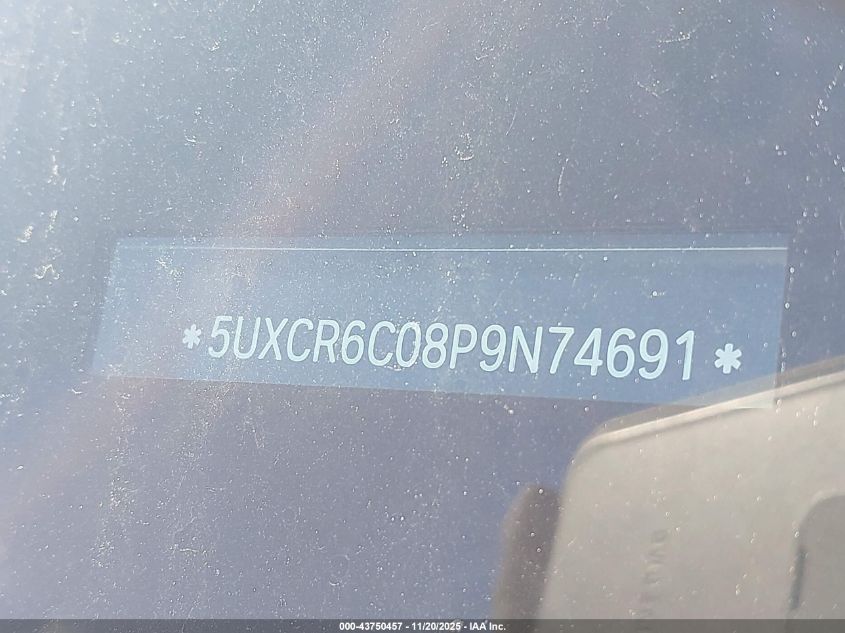 *5UXCR6C08P9N74691*
000-43750457 - 11/20/2025 - IAA Inc.